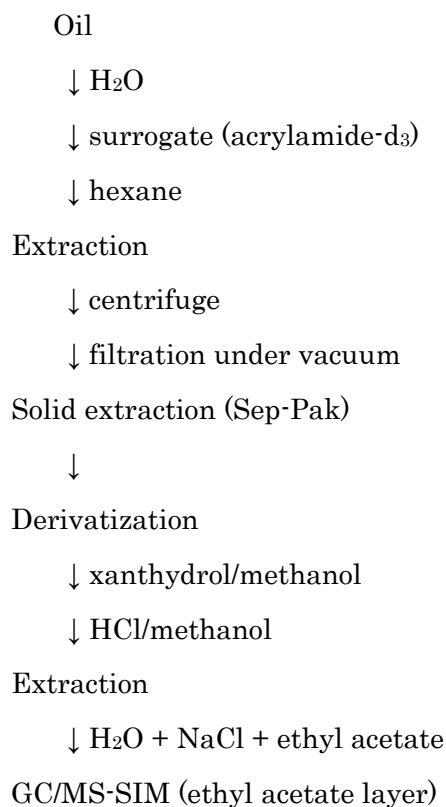 Oil
↓ H₂O
↓ surrogate (acrylamide-d₃)
↓ hexane
Extraction
↓ centrifuge
↓ filtration under vacuum
Solid extraction (Sep-Pak)
↓
Derivatization
↓ xanthydrol/methanol
↓ HCl/methanol
Extraction
↓ H₂O + NaCl + ethyl acetate
GC/MS-SIM (ethyl acetate layer)